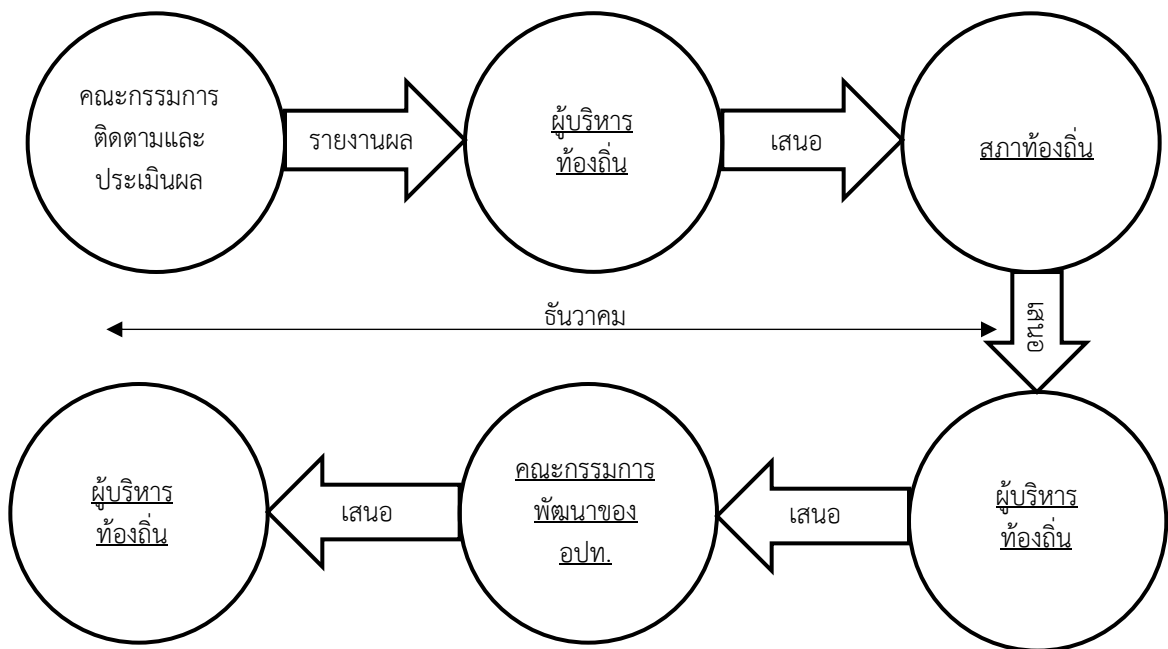 คณะกรรมการ
ติดตามและ
ประเมินผล
รายงานผล
ผู้บริหาร
ท้องถิ่น
เสนอ
สภาท้องถิ่น
ธันวาคม
เสนอ
ผู้บริหาร
ท้องถิ่น
เสนอ
คณะกรรมการ
พัฒนาของ
อปท.
เสนอ
ผู้บริหาร
ท้องถิ่น